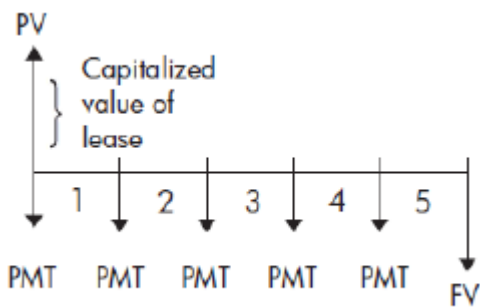 PV
Capitalized
value of
lease
1 2 3 4 5
PMT PMT PMT PMT PMT
FV